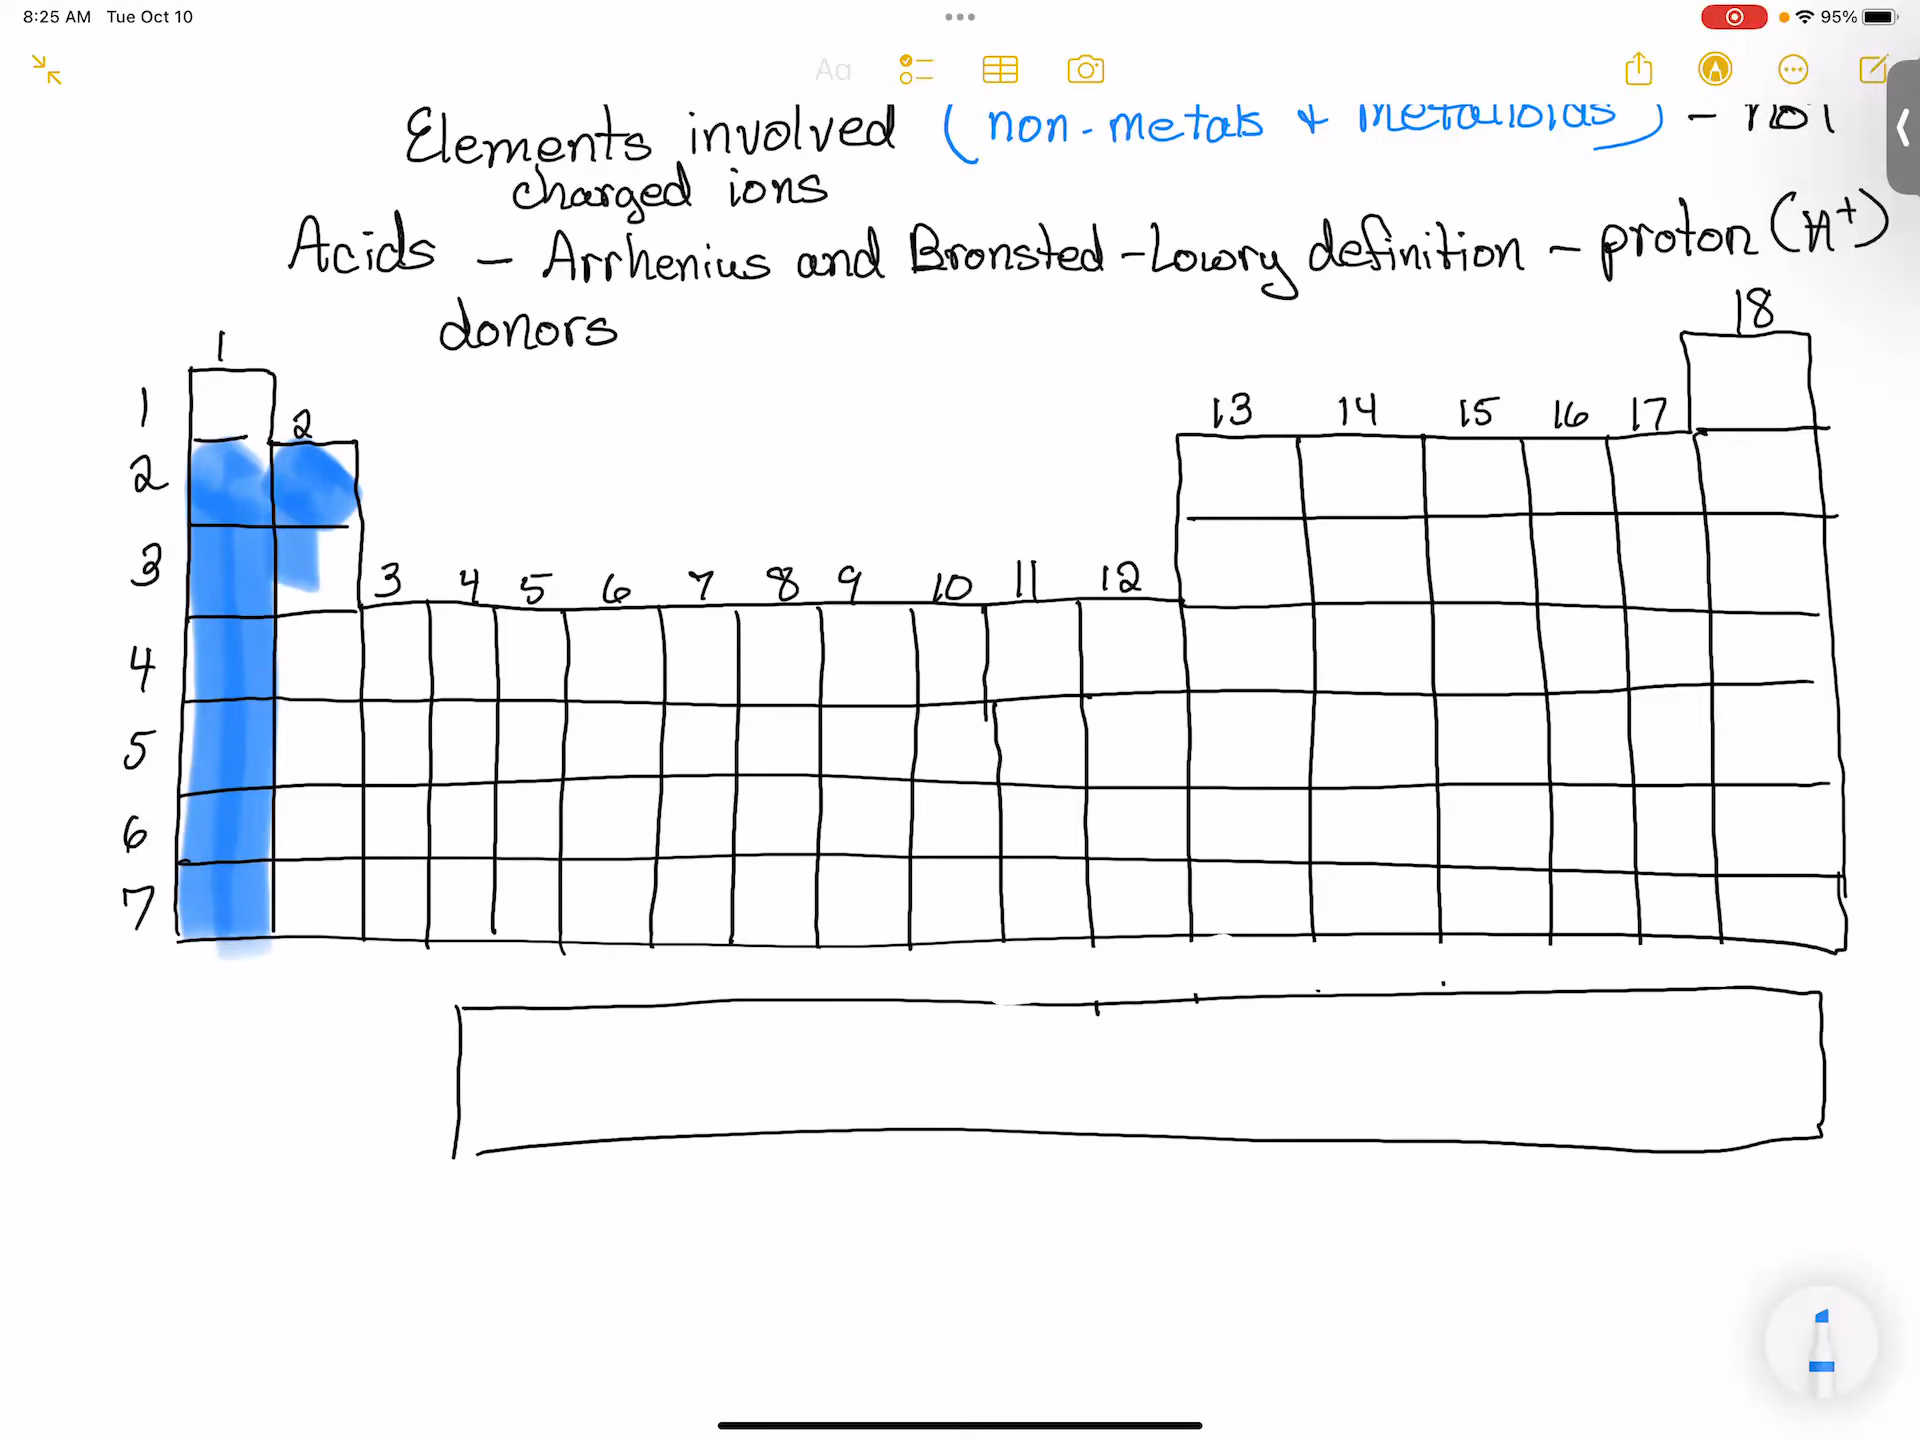 8:25 AM Tue Oct 10
95%
Aa
Elements involved (non-metals + Metalloids) - not
charged ions
Acids - Arrhenius and Bronsted-Lowry definition - proton (H+)
donors
18
1
1 2 13 14 15 16 17
2
3 3 4 5 6 7 8 9 10 11 12
4
5
6
7